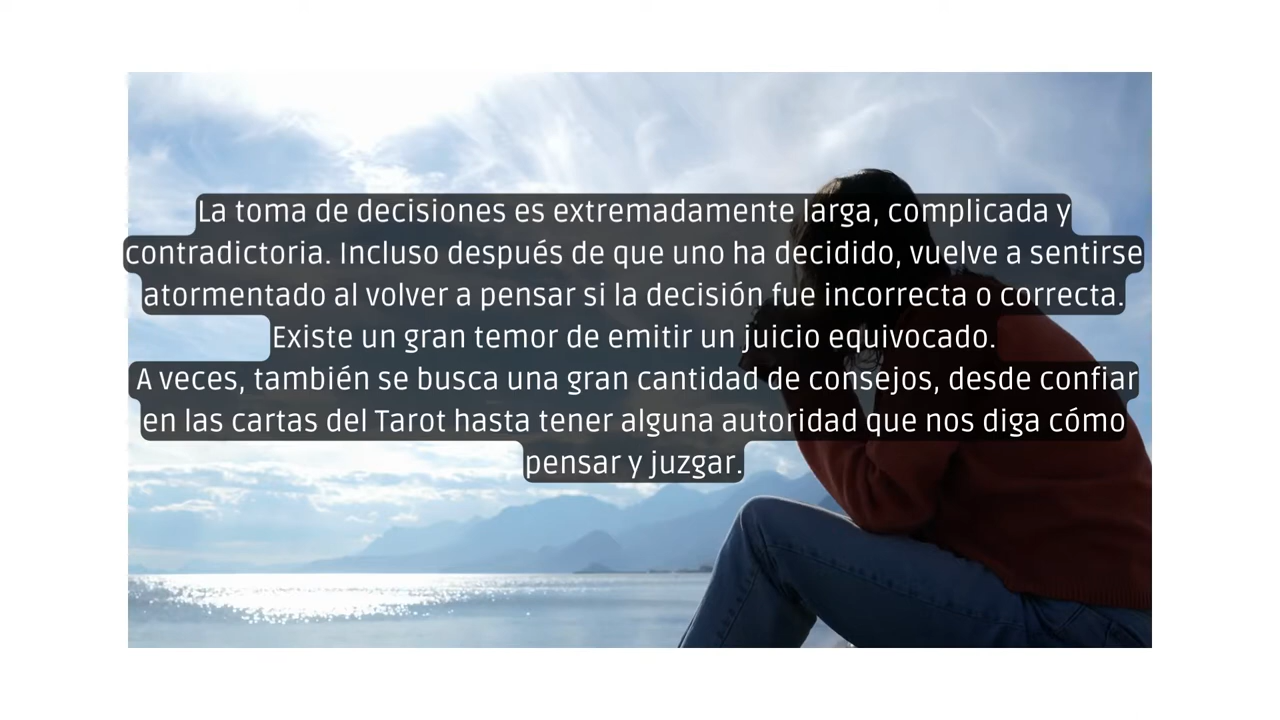 La toma de decisiones es extremadamente larga, complicada y
contradictoria. Incluso después de que uno ha decidido, vuelve a sentirse
atormentado al volver a pensar si la decisión fue incorrecta o correcta.
Existe un gran temor de emitir un juicio equivocado.
A veces, también se busca una gran cantidad de consejos, desde confiar
en las cartas del Tarot hasta tener alguna autoridad que nos diga cómo
pensar y juzgar.